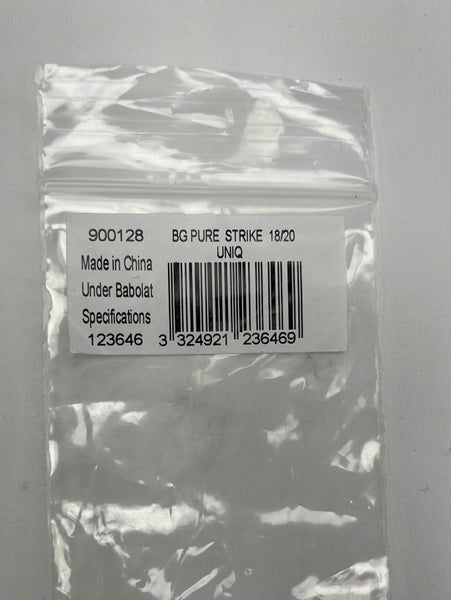 900128 BG PURE STRIKE 18/20
UNIQ
Made in China
Under Babolat
Specifications
123646 3 324921 236469